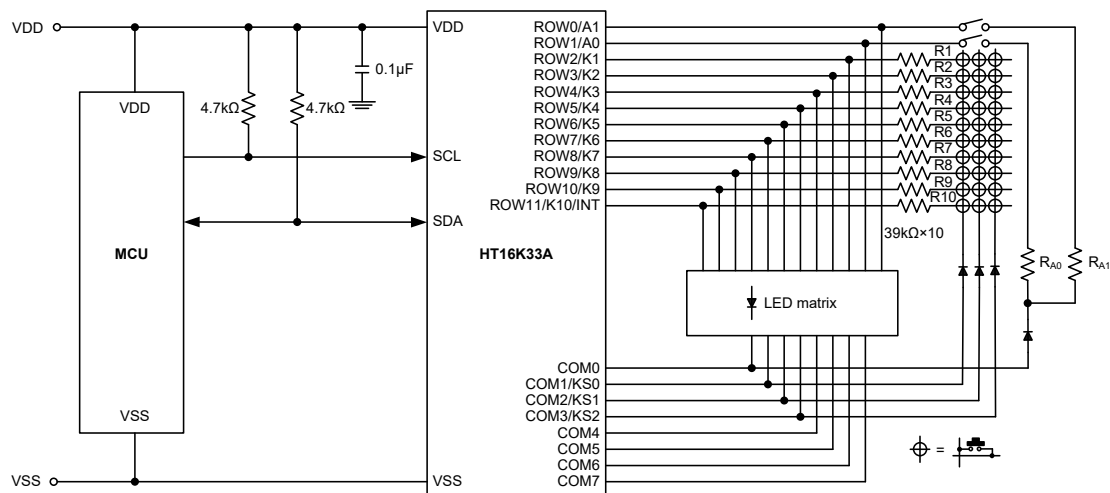 VDD
VDD
4.7kΩ
4.7kΩ
0.1μF
VDD
SCL
SDA
MCU
VSS
VSS
HT16K33A
VSS
ROW0/A1
ROW1/A0
ROW2/K1
ROW3/K2
ROW4/K3
ROW5/K4
ROW6/K5
ROW7/K6
ROW8/K7
ROW9/K8
ROW10/K9
ROW11/K10/INT
R1
R2
R3
R4
R5
R6
R7
R8
R9
R10
39kΩ×10
RA0
RA1
LED matrix
COM0
COM1/KS0
COM2/KS1
COM3/KS2
COM4
COM5
COM6
COM7
=